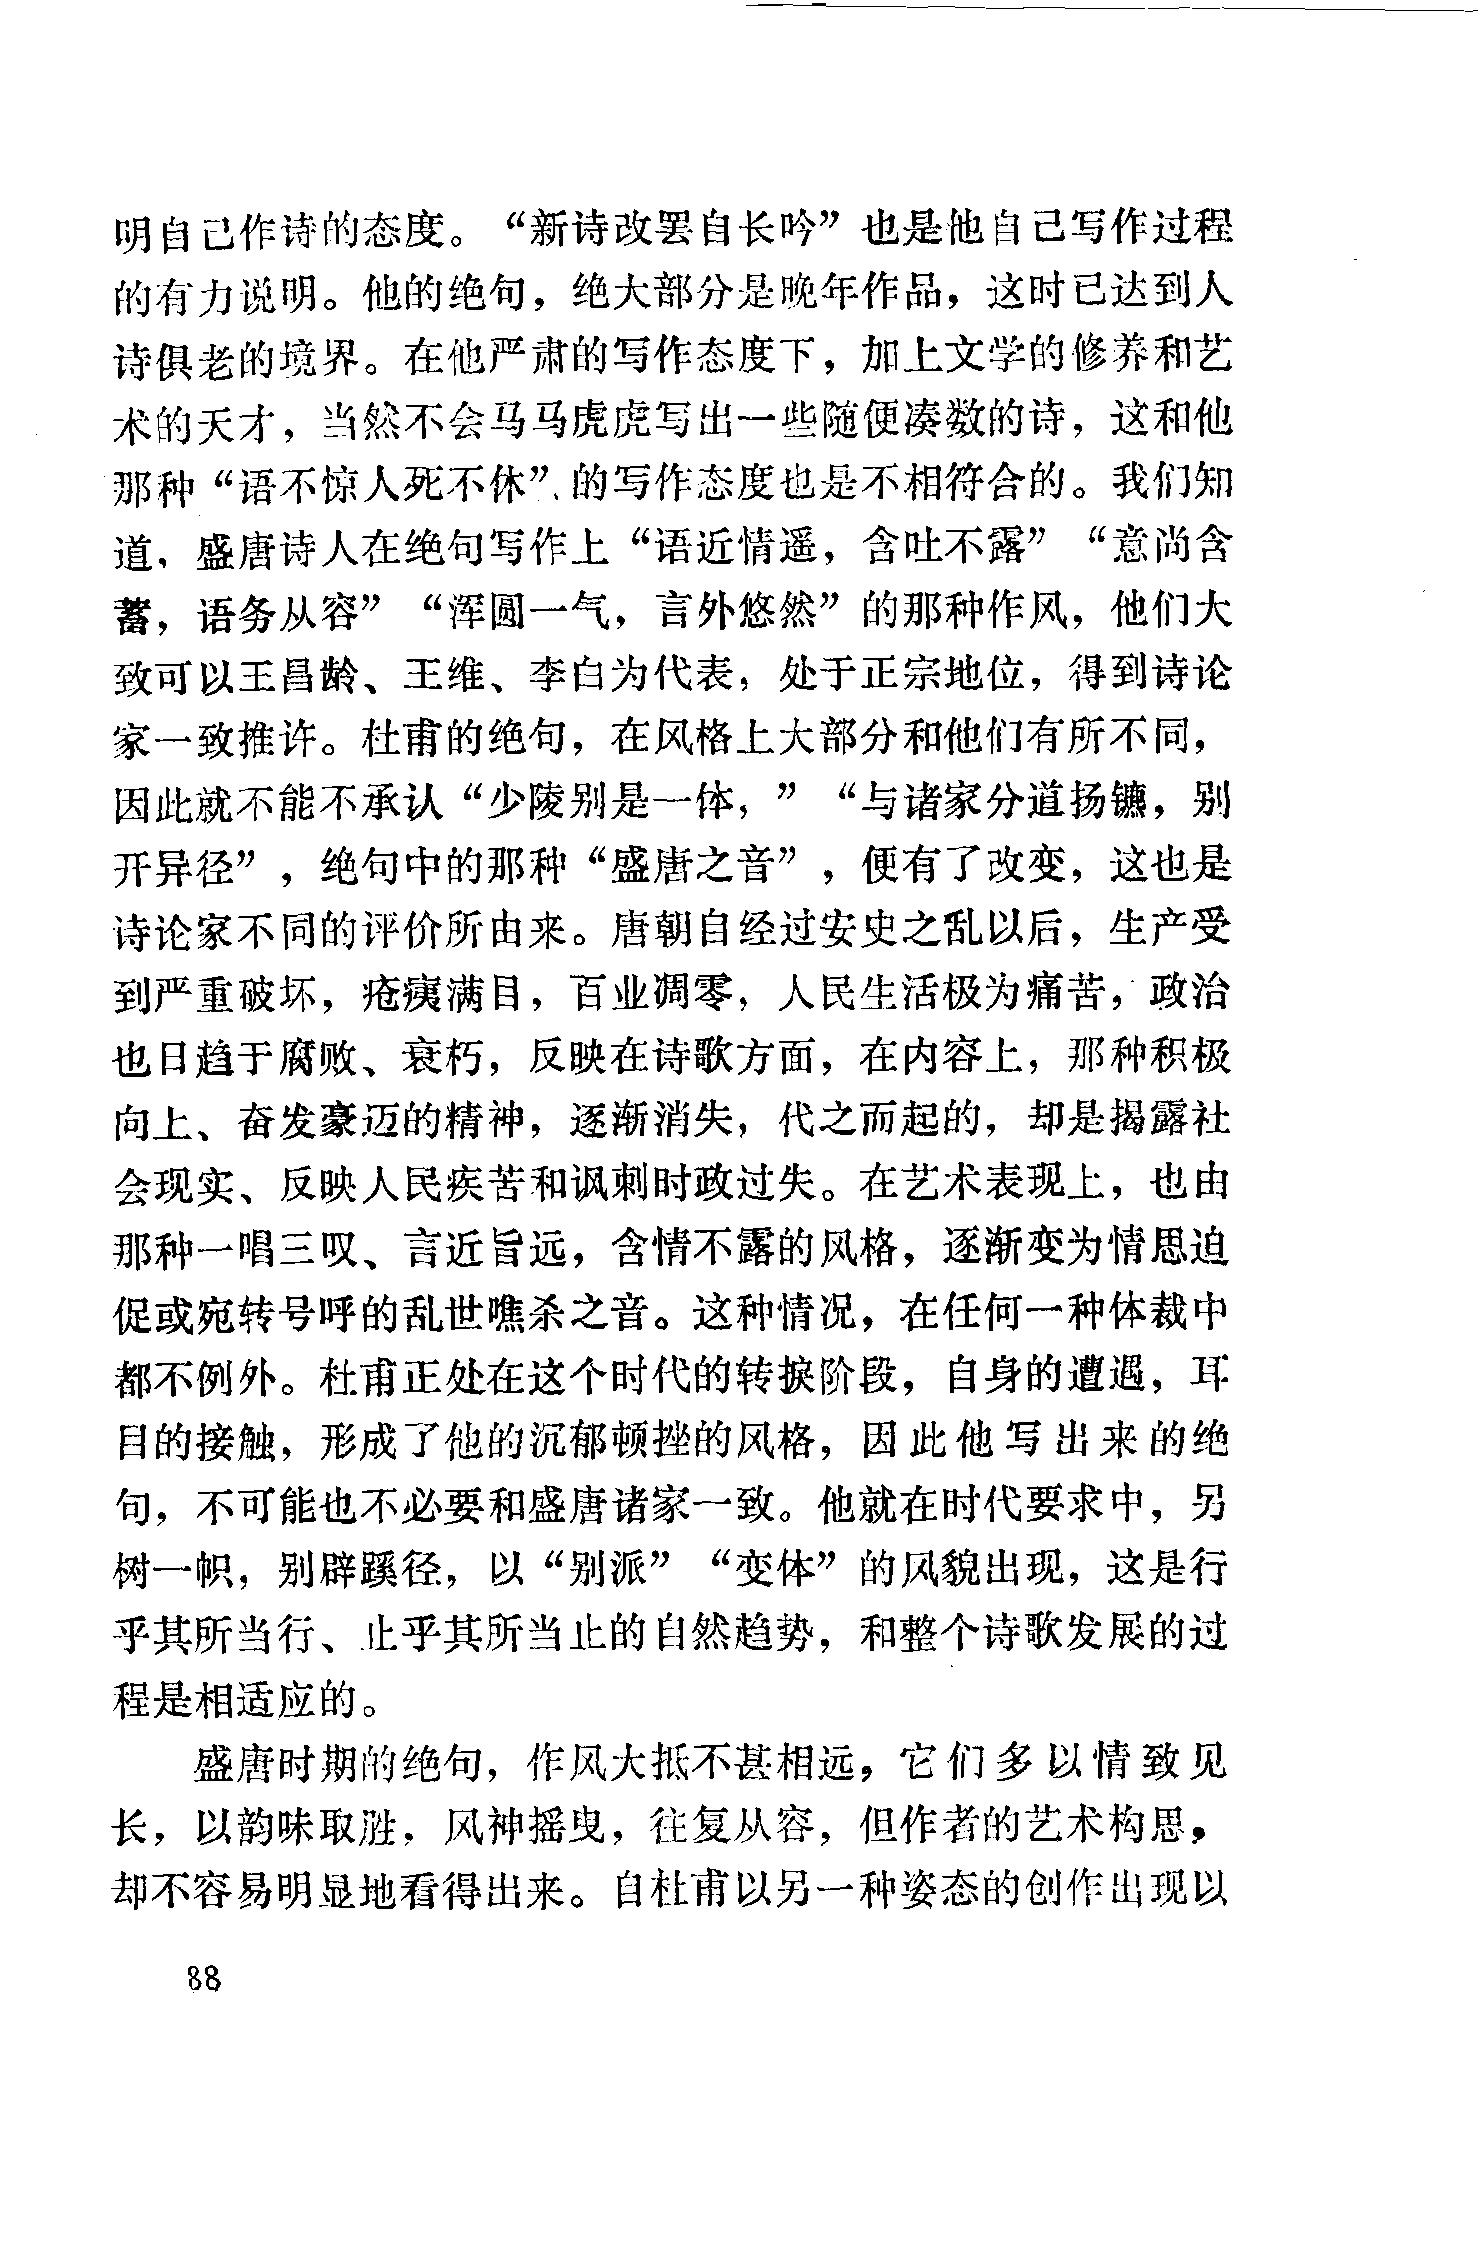 明自己作诗的态度。“新诗改罢自长吟”也是他自己写作过程
的有力说明。他的绝句，绝大部分是晚年作品，这时已达到人
诗俱老的境界。在他严肃的写作态度下，加上文学的修养和艺
术的天才，当然不会马马虎虎写出一些随便凑数的诗，这和他
那种“语不惊人死不休”、的写作态度也是不相符合的。我们知
道，盛唐诗人在绝句写作上“语近情遥，含吐不露”“意尚含
蓄，语务从容”“浑圆一气，言外悠然”的那种作风，他们大
致可以王昌龄、王维、李白为代表，处于正宗地位，得到诗论
家一致推许。杜甫的绝句，在风格上大部分和他们有所不同，
因此就不能不承认“少陵别是一体，”“与诸家分道扬镳，别
开异径”，绝句中的那种“盛唐之音”，便有了改变，这也是
诗论家不同的评价所由来。唐朝自经过安史之乱以后，生产受
到严重破坏，疮痍满目，百业凋零，人民生活极为痛苦，政治
也日趋于腐败、衰朽，反映在诗歌方面，在内容上，那种积极
向上、奋发豪迈的精神，逐渐消失，代之而起的，却是揭露社
会现实、反映人民疾苦和讽刺时政过失。在艺术表现上，也由
那种一唱三叹、言近旨远，含情不露的风格，逐渐变为情思迫
促或宛转号呼的乱世噍杀之音。这种情况，在任何一种体裁中
都不例外。杜甫正处在这个时代的转捩阶段，自身的遭遇，耳
目的接触，形成了他的沉郁顿挫的风格，因此他写出来的绝
句，不可能也不必要和盛唐诸家一致。他就在时代要求中，另
树一帜，别辟蹊径，以“别派”“变体”的风貌出现，这是行
乎其所当行、止乎其所当止的自然趋势，和整个诗歌发展的过
程是相适应的。
盛唐时期的绝句，作风大抵不甚相远，它们多以情致见
长，以韵味取胜，风神摇曳，往复从容，但作者的艺术构思，
却不容易明显地看得出来。自杜甫以另一种姿态的创作出现以
88